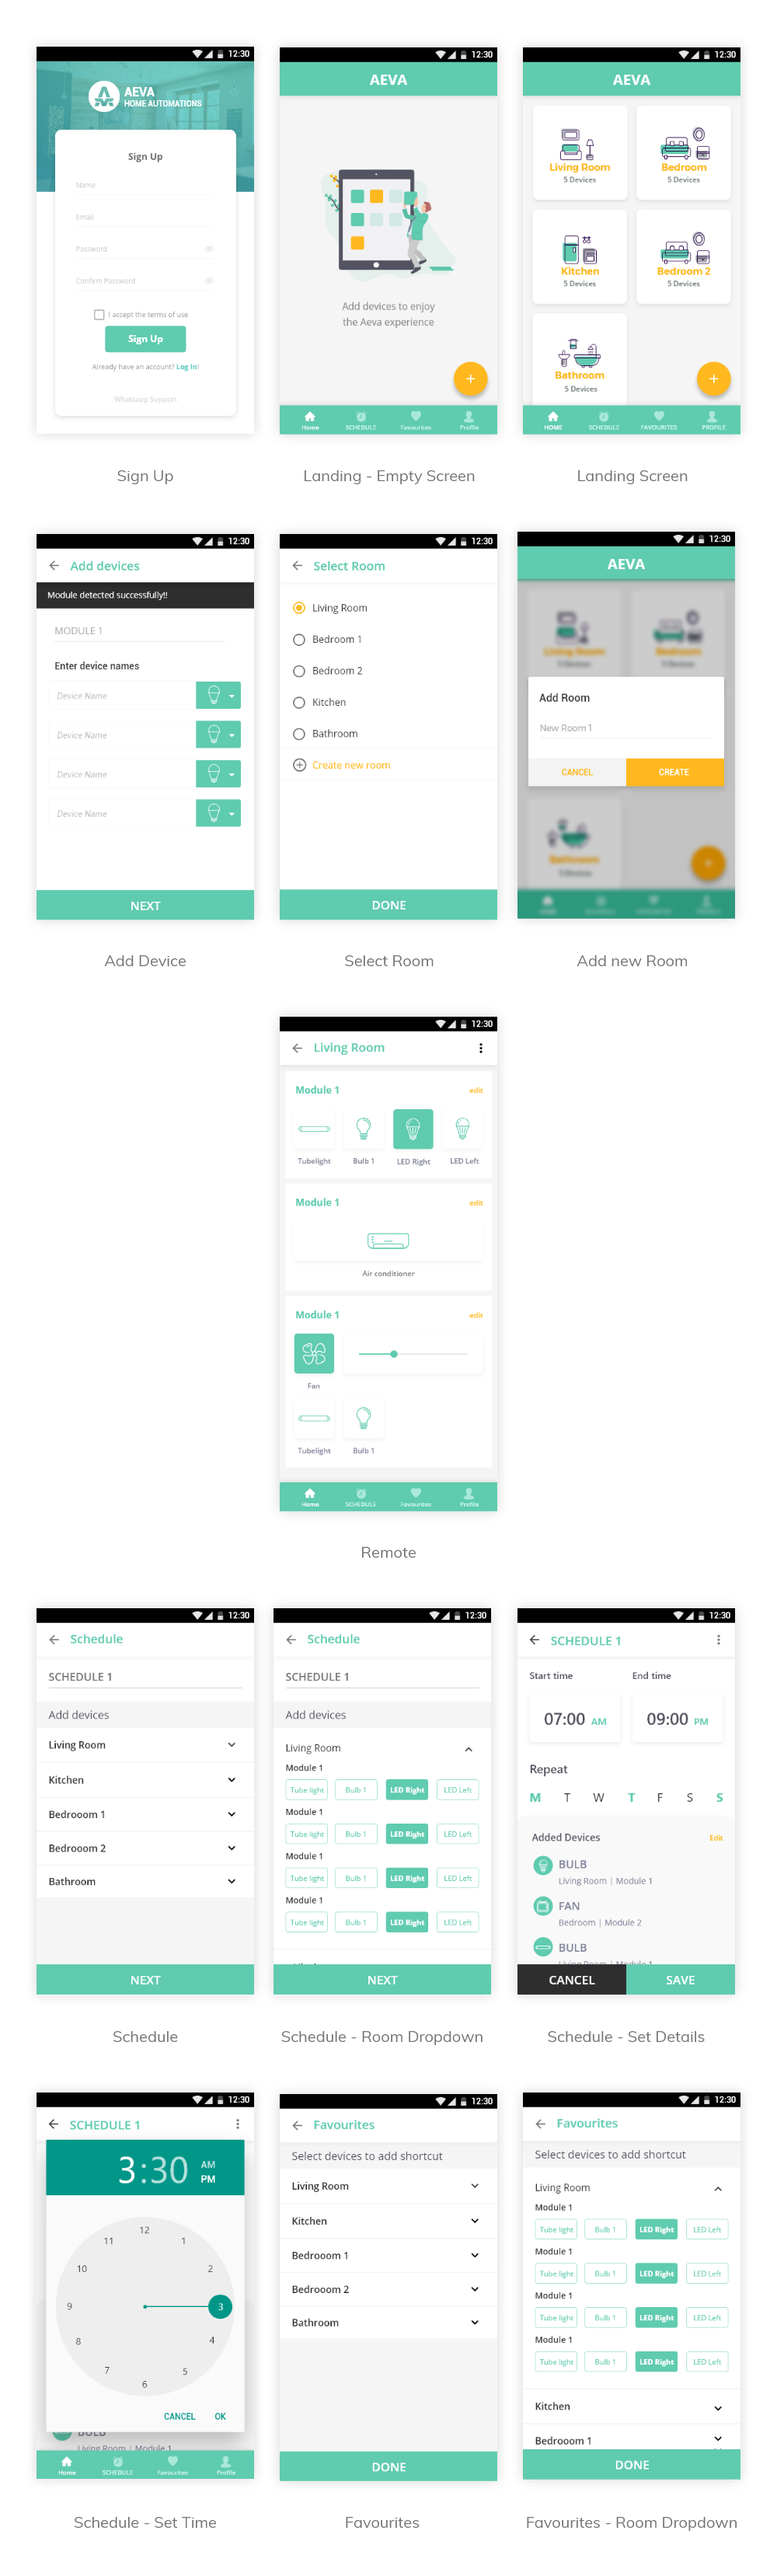 12:30
AEVA
HOME AUTOMATIONS
Sign Up
Name
Email
Password
Confirm Password
I accept the terms of use
Sign Up
Already have an account? Log In!
Whatsapp Support
Sign Up
12:30
AEVA
Add devices to enjoy
the Aeva experience
+
Home SCHEDULE Favourites Profile
Landing - Empty Screen
12:30
AEVA
Living Room
5 Devices
Bedroom
5 Devices
Kitchen
5 Devices
Bedroom 2
5 Devices
Bathroom
5 Devices
+
HOME SCHEDULE FAVOURITES PROFILE
Landing Screen
12:30
Add devices
Module detected successfully!!
MODULE 1
Enter device names
Device Name
Device Name
Device Name
Device Name
NEXT
Add Device
12:30
Select Room
Living Room
Bedroom 1
Bedroom 2
Kitchen
Bathroom
Create new room
DONE
Select Room
12:30
AEVA
Living Room
5 Devices
Bedroom
5 Devices
Add Room
New Room 1
CANCEL CREATE
Bathroom
5 Devices
HOME SCHEDULE FAVOURITES PROFILE
Add new Room
12:30
Living Room
Module 1 edit
Tubelight Bulb 1 LED Right LED Left
Module 1 edit
Air conditioner
Module 1 edit
Fan
Tubelight Bulb 1
Home SCHEDULE Favourites Profile
Remote
12:30
Schedule
SCHEDULE 1
Add devices
Living Room
Kitchen
Bedrooom 1
Bedrooom 2
Bathroom
NEXT
Schedule
12:30
Schedule
SCHEDULE 1
Add devices
Living Room
Module 1
Tube light Bulb 1 LED Right LED Left
Module 1
Tube light Bulb 1 LED Right LED Left
Module 1
Tube light Bulb 1 LED Right LED Left
Module 1
Tube light Bulb 1 LED Right LED Left
NEXT
Schedule - Room Dropdown
12:30
SCHEDULE 1
Start time End time
07:00 AM 09:00 PM
Repeat
M T W T F S S
Added Devices Edit
BULB
Living Room | Module 1
FAN
Bedroom | Module 2
BULB
Living Room | Module 1
CANCEL SAVE
Schedule - Set Details
12:30
SCHEDULE 1
3:30 AM
PM
12
11 1
10 2
9 3
8 4
7 5
6
CANCEL OK
BULB
Living Room | Module 1
Home SCHEDULE Favourites Profile
Schedule - Set Time
12:30
Favourites
Select devices to add shortcut
Living Room
Kitchen
Bedrooom 1
Bedrooom 2
Bathroom
DONE
Favourites
12:30
Favourites
Select devices to add shortcut
Living Room
Module 1
Tube light Bulb 1 LED Right LED Left
Module 1
Tube light Bulb 1 LED Right LED Left
Module 1
Tube light Bulb 1 LED Right LED Left
Module 1
Tube light Bulb 1 LED Right LED Left
Kitchen
Bedrooom 1
DONE
Favourites - Room Dropdown